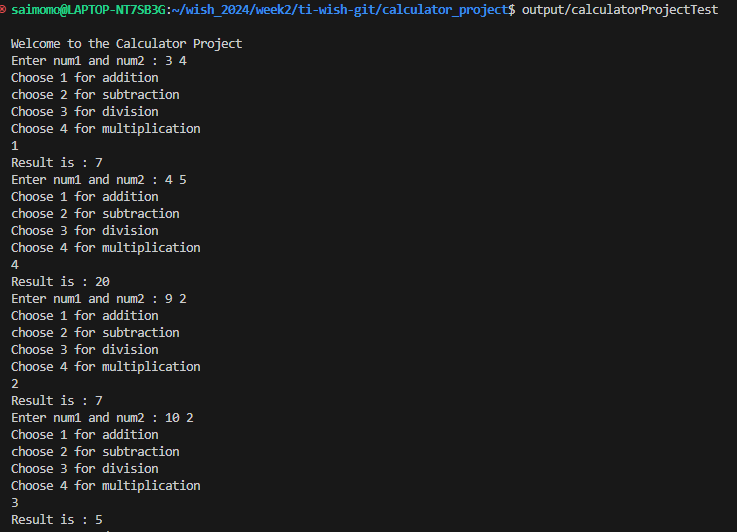 saimomo@LAPTOP-NT7SB3G:~/wish_2024/week2/ti-wish-git/calculator_project$ output/calculatorProjectTest
Welcome to the Calculator Project
Enter num1 and num2 : 3 4
Choose 1 for addition
choose 2 for subtraction
Choose 3 for division
Choose 4 for multiplication
1
Result is : 7
Enter num1 and num2 : 4 5
Choose 1 for addition
choose 2 for subtraction
Choose 3 for division
Choose 4 for multiplication
4
Result is : 20
Enter num1 and num2 : 9 2
Choose 1 for addition
choose 2 for subtraction
Choose 3 for division
Choose 4 for multiplication
2
Result is : 7
Enter num1 and num2 : 10 2
Choose 1 for addition
choose 2 for subtraction
Choose 3 for division
Choose 4 for multiplication
3
Result is : 5